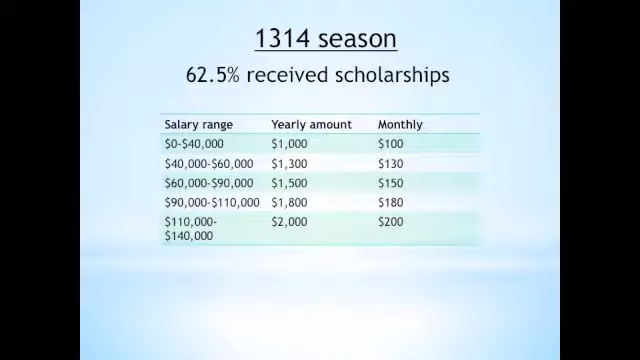 1314 season
62.5% received scholarships
Salary range Yearly amount Monthly
$0-$40,000 $1,000 $100
$40,000-$60,000 $1,300 $130
$60,000-$90,000 $1,500 $150
$90,000-$110,000 $1,800 $180
$110,000- $2,000 $200
$140,000